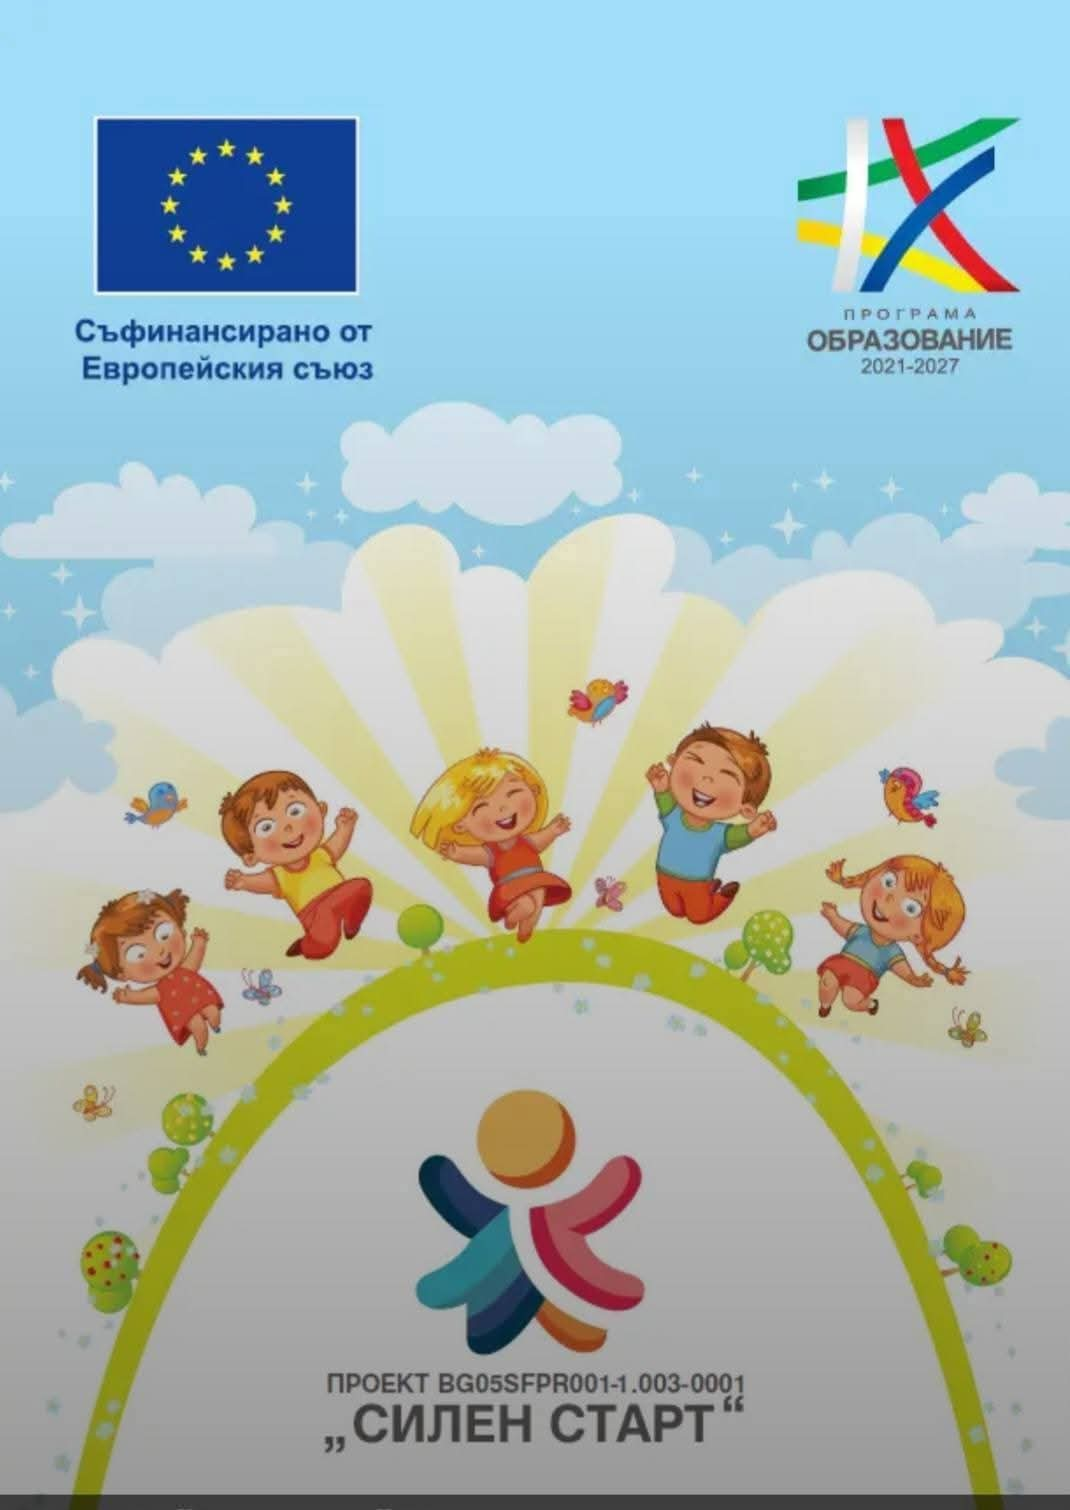 Съфинансирано от
Европейския съюз
ПРОГРАМА
ОБРАЗОВАНИЕ
2021-2027
ПРОЕКТ BG05SFPR001-1.003-0001
„СИЛЕН СТАРТ“